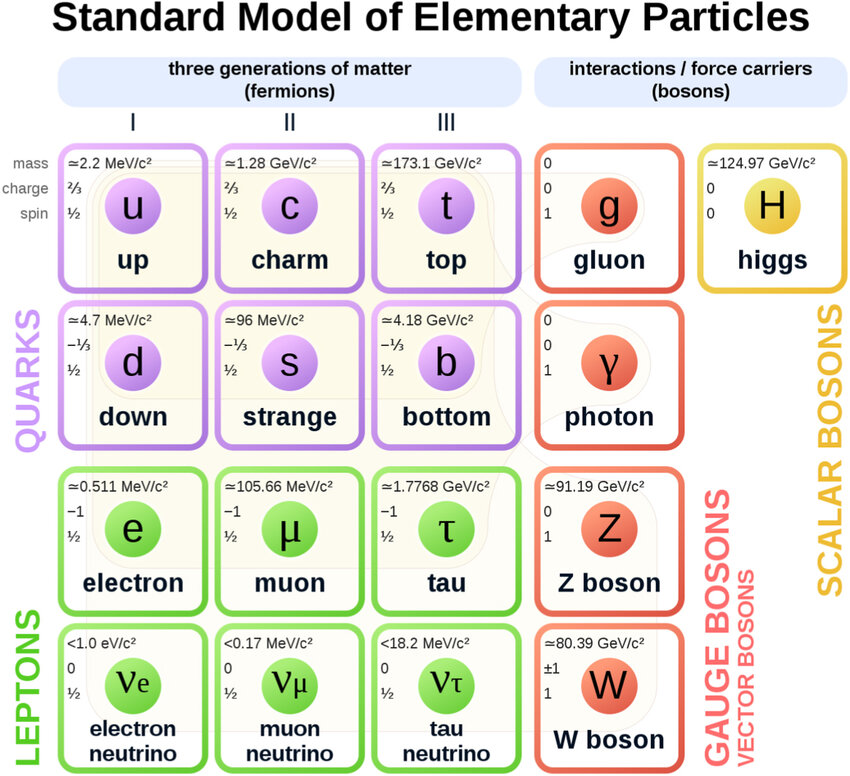 Standard Model of Elementary Particles
three generations of matter
(fermions)
interactions / force carriers
(bosons)
I
II
III
mass
charge
spin
≃2.2 MeV/c²
⅔
½
u
up
≃1.28 GeV/c²
⅔
½
c
charm
≃173.1 GeV/c²
⅔
½
t
top
0
0
1
g
gluon
≃124.97 GeV/c²
0
0
H
higgs
QUARKS
≃4.7 MeV/c²
−⅓
½
d
down
≃96 MeV/c²
−⅓
½
s
strange
≃4.18 GeV/c²
−⅓
½
b
bottom
0
0
1
γ
photon
SCALAR BOSONS
LEPTONS
≃0.511 MeV/c²
−1
½
e
electron
≃105.66 MeV/c²
−1
½
μ
muon
≃1.7768 GeV/c²
−1
½
τ
tau
≃91.19 GeV/c²
0
1
Z
Z boson
GAUGE BOSONS
VECTOR BOSONS
<1.0 eV/c²
0
½
νe
electron
neutrino
<0.17 MeV/c²
0
½
νμ
muon
neutrino
<18.2 MeV/c²
0
½
ντ
tau
neutrino
≃80.39 GeV/c²
±1
1
W
W boson